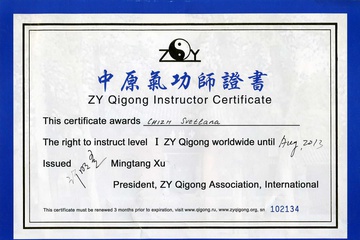 ZY
中原氣功師證書
ZY Qigong Instructor Certificate
This certificate awards Chizh Svetlana
The right to instruct level I ZY Qigong worldwide until Aug, 2013
Issued Mingtang Xu
President, ZY Qigong Association, International
This certificate must be renewed 3 months prior to expiration, visit www.qigong.ru, www.zyqigong.org, sn 102134